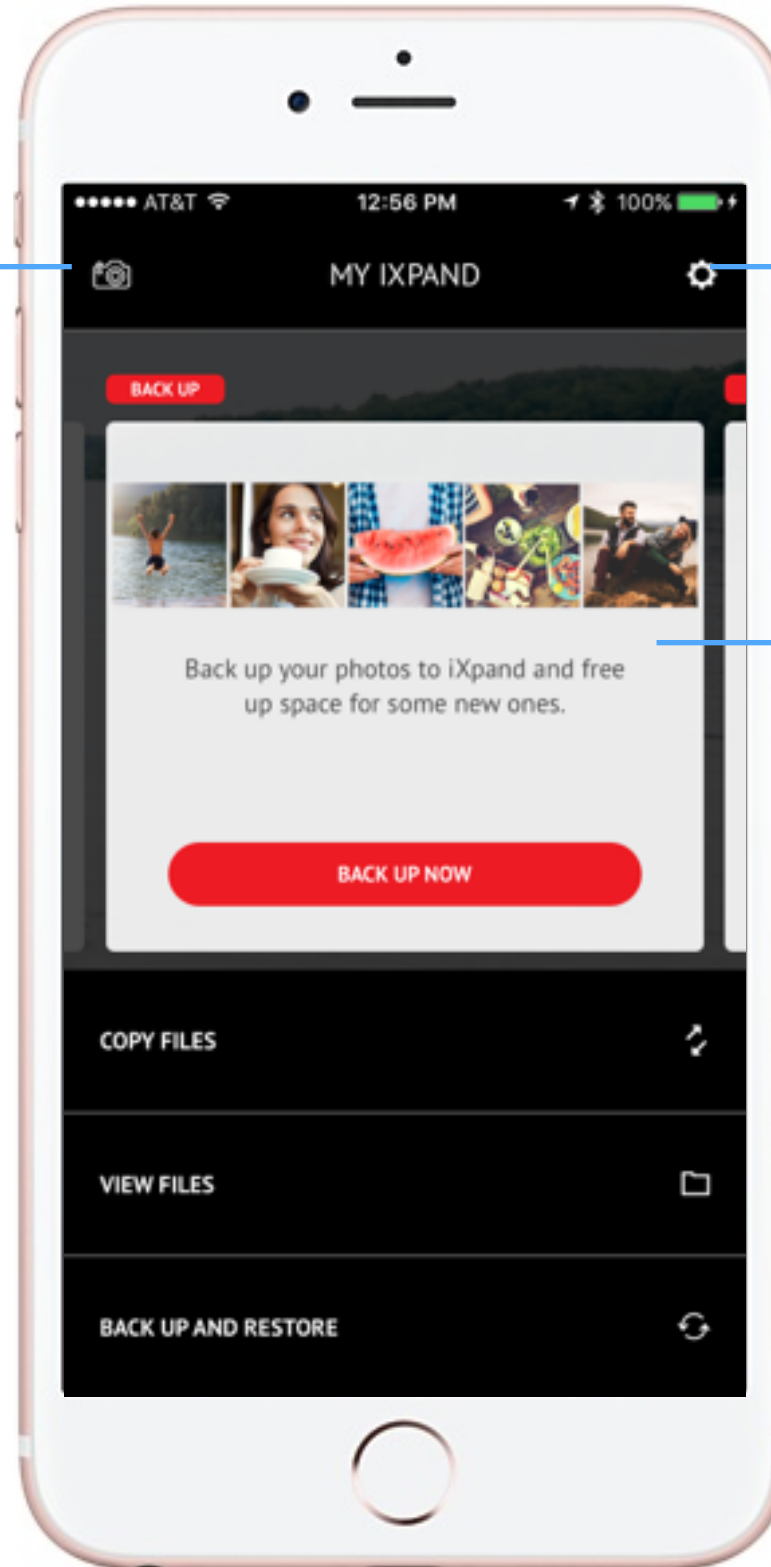 AT&T 12:56 PM 100%
MY IXPAND
BACK UP
Back up your photos to iXpand and free
up space for some new ones.
BACK UP NOW
COPY FILES
VIEW FILES
BACK UP AND RESTORE